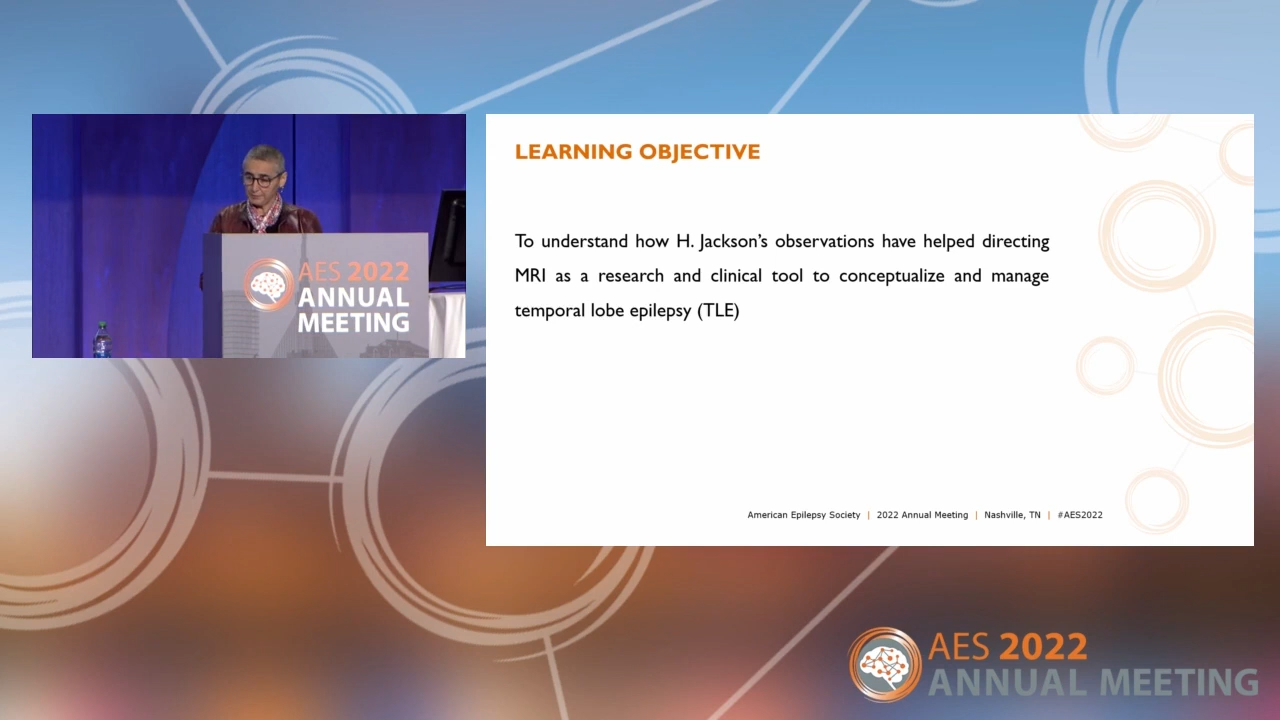 AES 2022
ANNUAL
MEETING
LEARNING OBJECTIVE
To understand how H. Jackson’s observations have helped directing
MRI as a research and clinical tool to conceptualize and manage
temporal lobe epilepsy (TLE)
American Epilepsy Society | 2022 Annual Meeting | Nashville, TN | #AES2022
AES 2022
ANNUAL MEETING